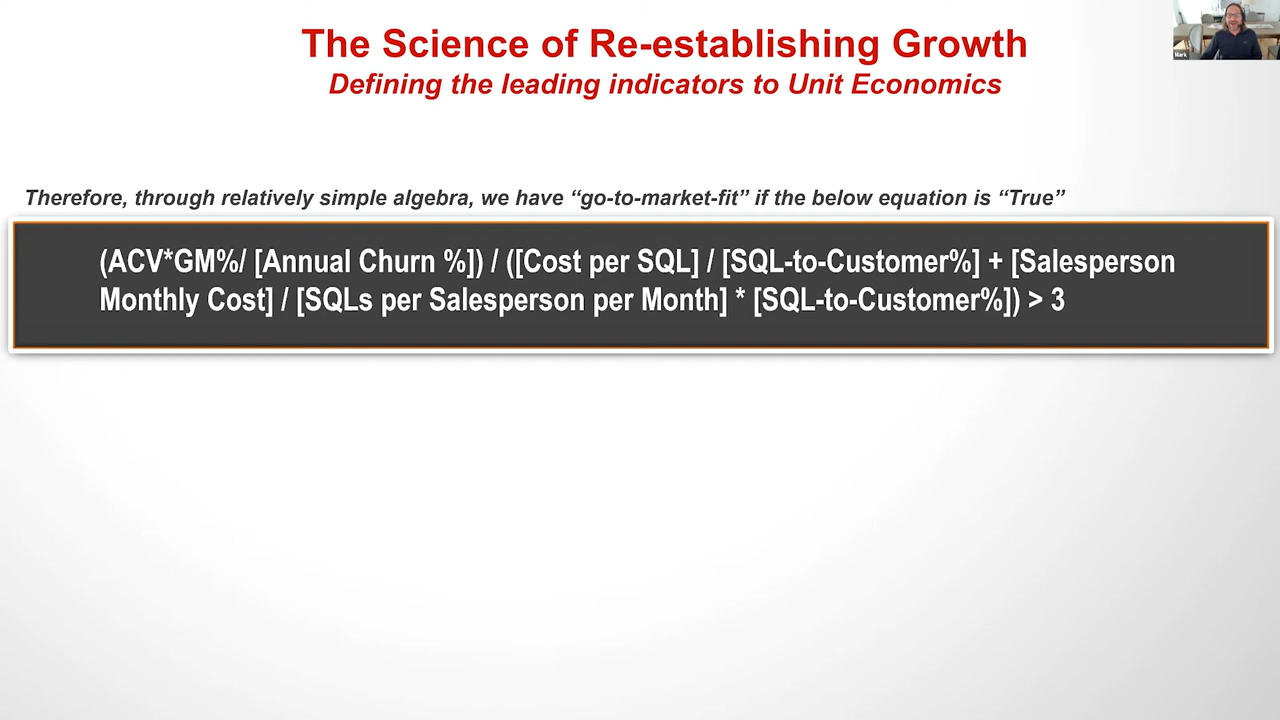 The Science of Re-establishing Growth
Defining the leading indicators to Unit Economics
Mark
Therefore, through relatively simple algebra, we have “go-to-market-fit” if the below equation is “True”
(ACV*GM%/ [Annual Churn %]) / ([Cost per SQL] / [SQL-to-Customer%] + [Salesperson
Monthly Cost] / [SQLs per Salesperson per Month] * [SQL-to-Customer%]) > 3